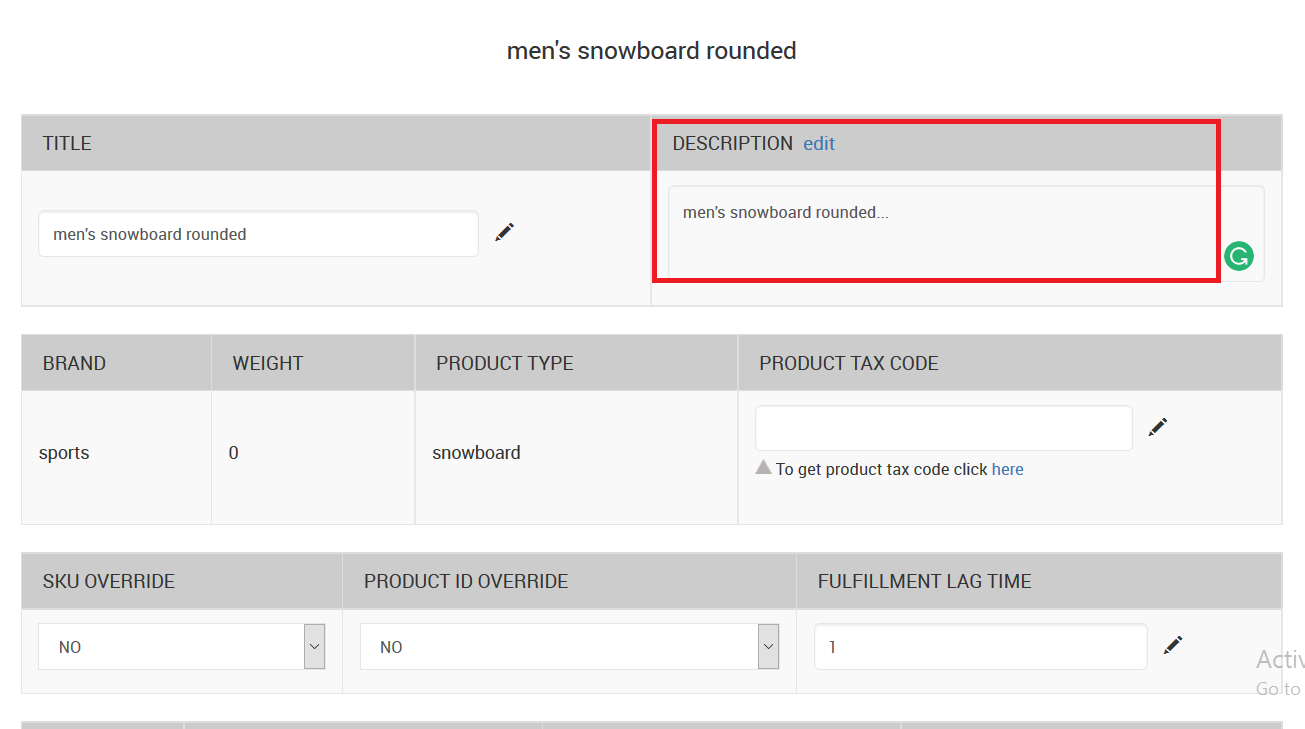 men's snowboard rounded
TITLE
DESCRIPTION edit
men's snowboard rounded
men's snowboard rounded...
BRAND
WEIGHT
PRODUCT TYPE
PRODUCT TAX CODE
sports
0
snowboard
To get product tax code click here
SKU OVERRIDE
PRODUCT ID OVERRIDE
FULFILLMENT LAG TIME
NO
NO
1
Activ
Go to